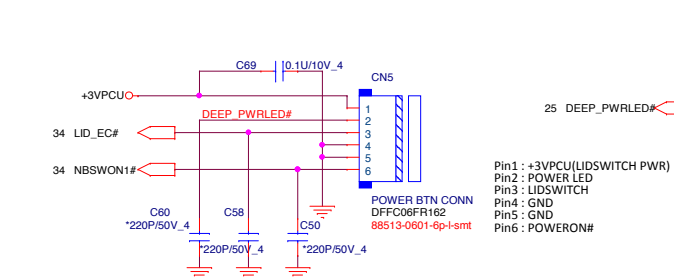 C69
0.1U/10V_4
CN5
+3VPCU
DEEP_PWRLED#
25 DEEP_PWRLED#
34 LID_EC#
34 NBSWON1#
1
2
3
4
5
6
Pin1 : +3VPCU(LIDSWITCH PWR)
Pin2 : POWER LED
Pin3 : LIDSWITCH
Pin4 : GND
Pin5 : GND
Pin6 : POWERON#
POWER BTN CONN
DFFC06FR162
88513-0601-6p-l-smt
C60
*220P/50V_4
C58
*220P/50V_4
C50
*220P/50V_4